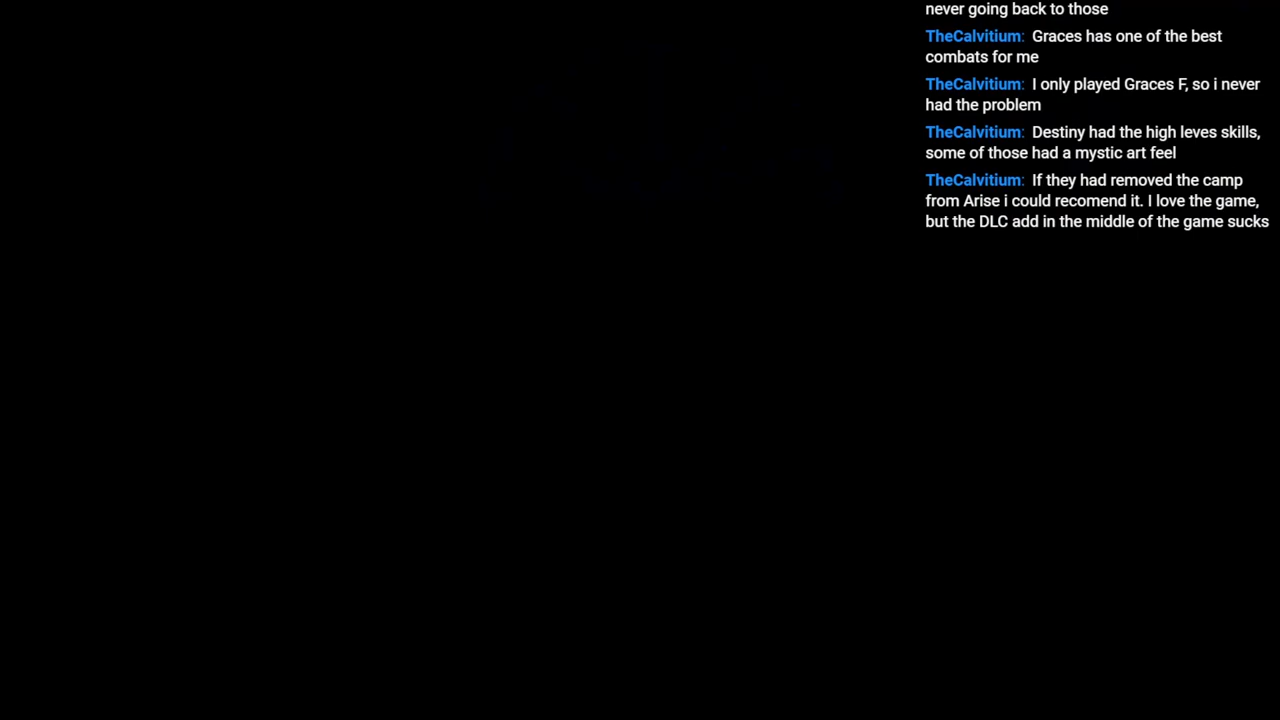 never going back to those
TheCalvitium: Graces has one of the best
combats for me
TheCalvitium: I only played Graces F, so i never
had the problem
TheCalvitium: Destiny had the high leves skills,
some of those had a mystic art feel
TheCalvitium: If they had removed the camp
from Arise i could recomend it. I love the game,
but the DLC add in the middle of the game sucks